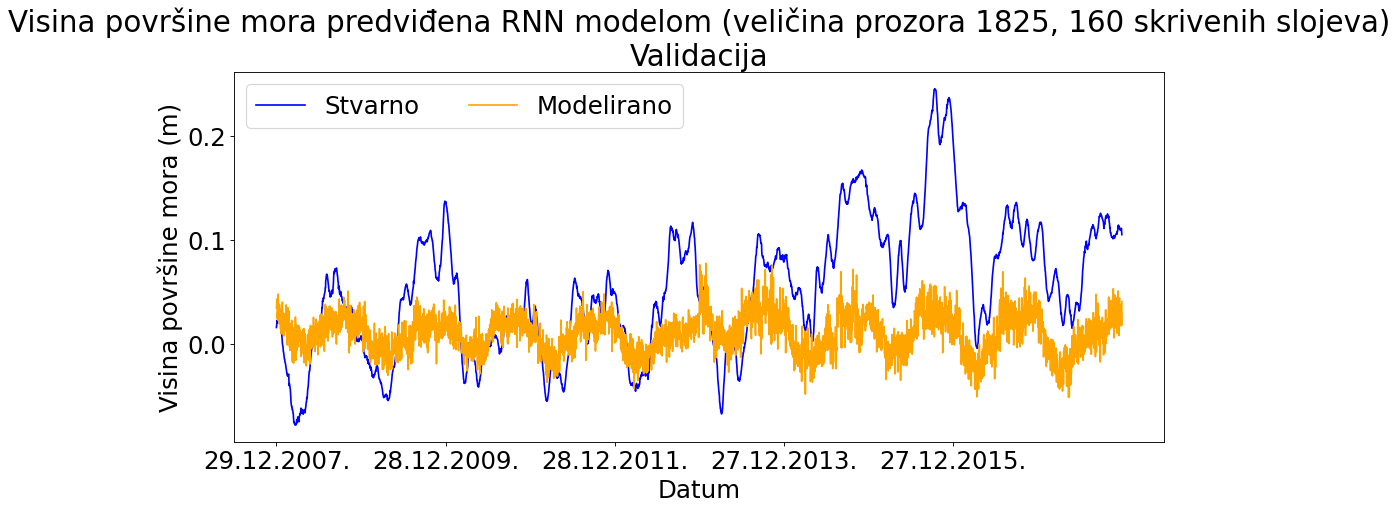 Visina površine mora predviđena RNN modelom (veličina prozora 1825, 160 skrivenih slojeva)
Validacija
Stvarno
Modelirano
Visina površine mora (m)
0.2
0.1
0.0
29.12.2007.
28.12.2009.
28.12.2011.
27.12.2013.
27.12.2015.
Datum